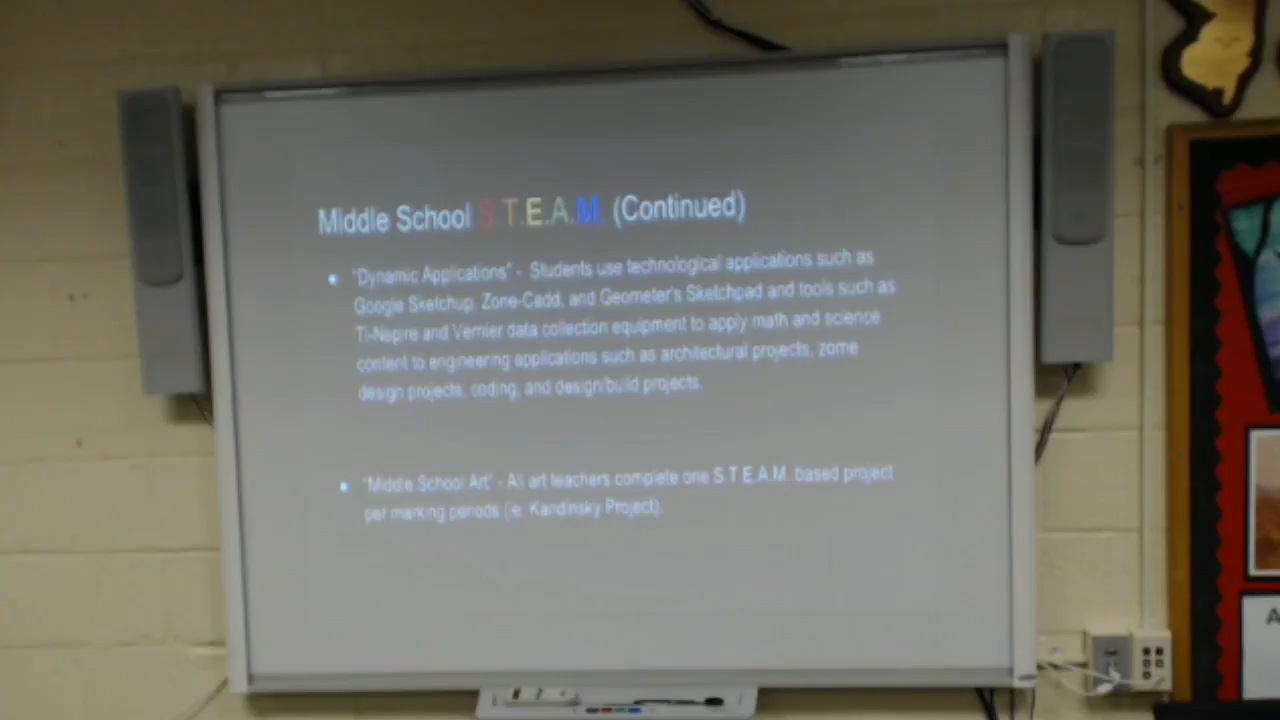 Middle School S.T.E.A.M. (Continued)
• "Dynamic Applications" - Students use technological applications such as
Google Sketchup, Zone-Cadd, and Geometer's Sketchpad and tools such as
Ti-Nspire and Vernier data collection equipment to apply math and science
content to engineering applications such as architectural projects, zome
design projects, coding, and design/build projects.
• "Middle School Art" - All art teachers complete one S.T.E.A.M. based project
per marking periods (ie: Kandinsky Project).
A